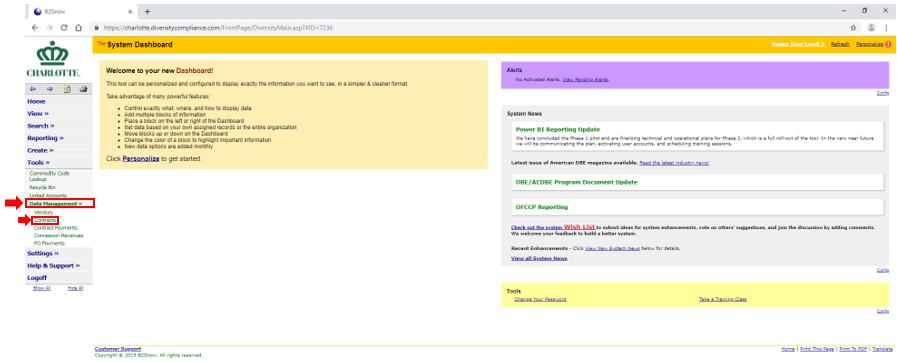 B2Gnow
https://charlotte.diversitycompliance.com/FrontPage/DiversityMain.asp?XID=7236
CHARLOTTE.
The System Dashboard
Power User Level 2 Refresh Personalize
Home
View »
Search »
Reporting »
Create »
Tools »
Commodity Code
Lookup
Recycle Bin
Linked Accounts
Data Management »
Vendors
Contracts
Contract Payments
Concession Revenues
PO Payments
Settings »
Help & Support »
Logoff
Show All Hide All
Welcome to your new Dashboard!
This tool can be personalized and configured to display exactly the information you want to see, in a simpler & cleaner format.
Take advantage of many powerful features:
• Control exactly what, where, and how to display data
• Add multiple blocks of information
• Place a block on the left or right of the Dashboard
• Set data based on your own assigned records or the entire organization
• Move blocks up or down on the Dashboard
• Change the color of a block to highlight important information
• New data options are added monthly
Click Personalize to get started.
Alerts
No Activated Alerts. View Pending Alerts.
Config
System News
Power BI Reporting Update
We have concluded the Phase 1 pilot and are finalizing technical and operational plans for Phase 2, which is a full rollout of the tool. In the very near future
we will be communicating the plan, activating user accounts, and scheduling training sessions.
Latest issue of American DBE magazine available. Read the latest industry news!
DBE/ACDBE Program Document Update
OFCCP Reporting
Check out the system Wish List to submit ideas for system enhancements, vote on others' suggestions, and join the discussion by adding comments.
We welcome your feedback to build a better system.
Recent Enhancements - Click View New System News below for details.
View all System News
Config
Tools
Change Your Password Take a Training Class
Config
Customer Support
Copyright © 2019 B2Gnow. All rights reserved.
Home | Print This Page | Print To PDF | Translate